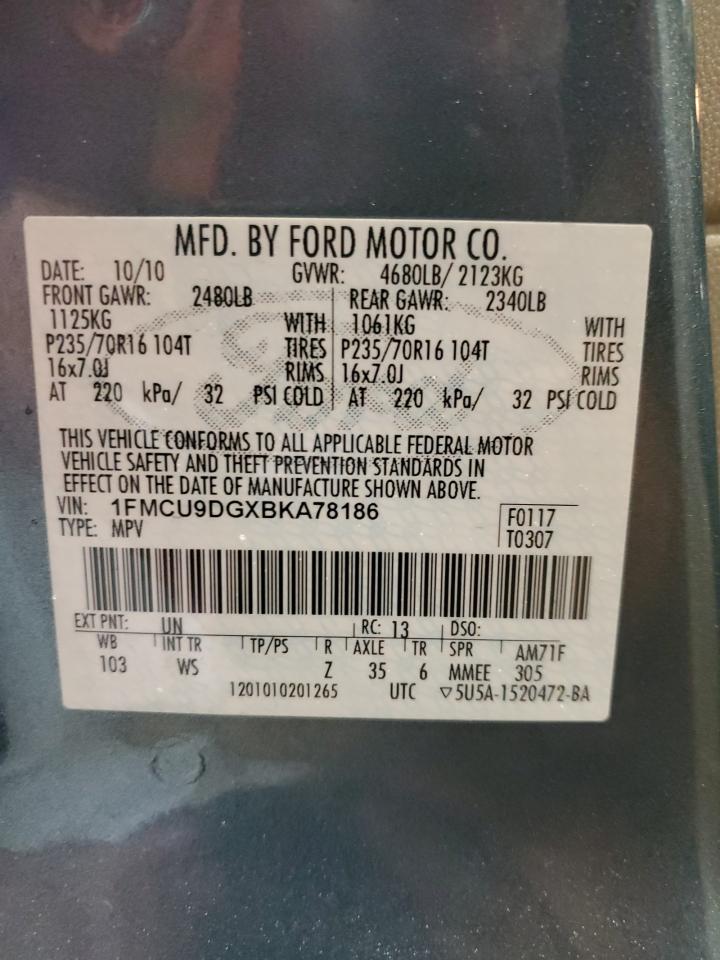 MFD. BY FORD MOTOR CO.
DATE: 10/10 GVWR: 4680LB/ 2123KG
FRONT GAWR: 2480LB REAR GAWR: 2340LB
1125KG WITH 1061KG WITH
P235/70R16 104T TIRES P235/70R16 104T TIRES
16x7.0J RIMS 16x7.0J RIMS
AT 220 kPa/ 32 PSI COLD AT 220 kPa/ 32 PSI COLD
THIS VEHICLE CONFORMS TO ALL APPLICABLE FEDERAL MOTOR
VEHICLE SAFETY AND THEFT PREVENTION STANDARDS IN
EFFECT ON THE DATE OF MANUFACTURE SHOWN ABOVE.
VIN: 1FMCU9DGXBKA78186 F0117
TYPE: MPV T0307
EXT PNT: UN RC: 13 DSO:
WB INT TR TP/PS R AXLE TR SPR AM71F
103 WS Z 35 6 MMEE 305
1201010201265 UTC ▽5U5A-1520472-BA